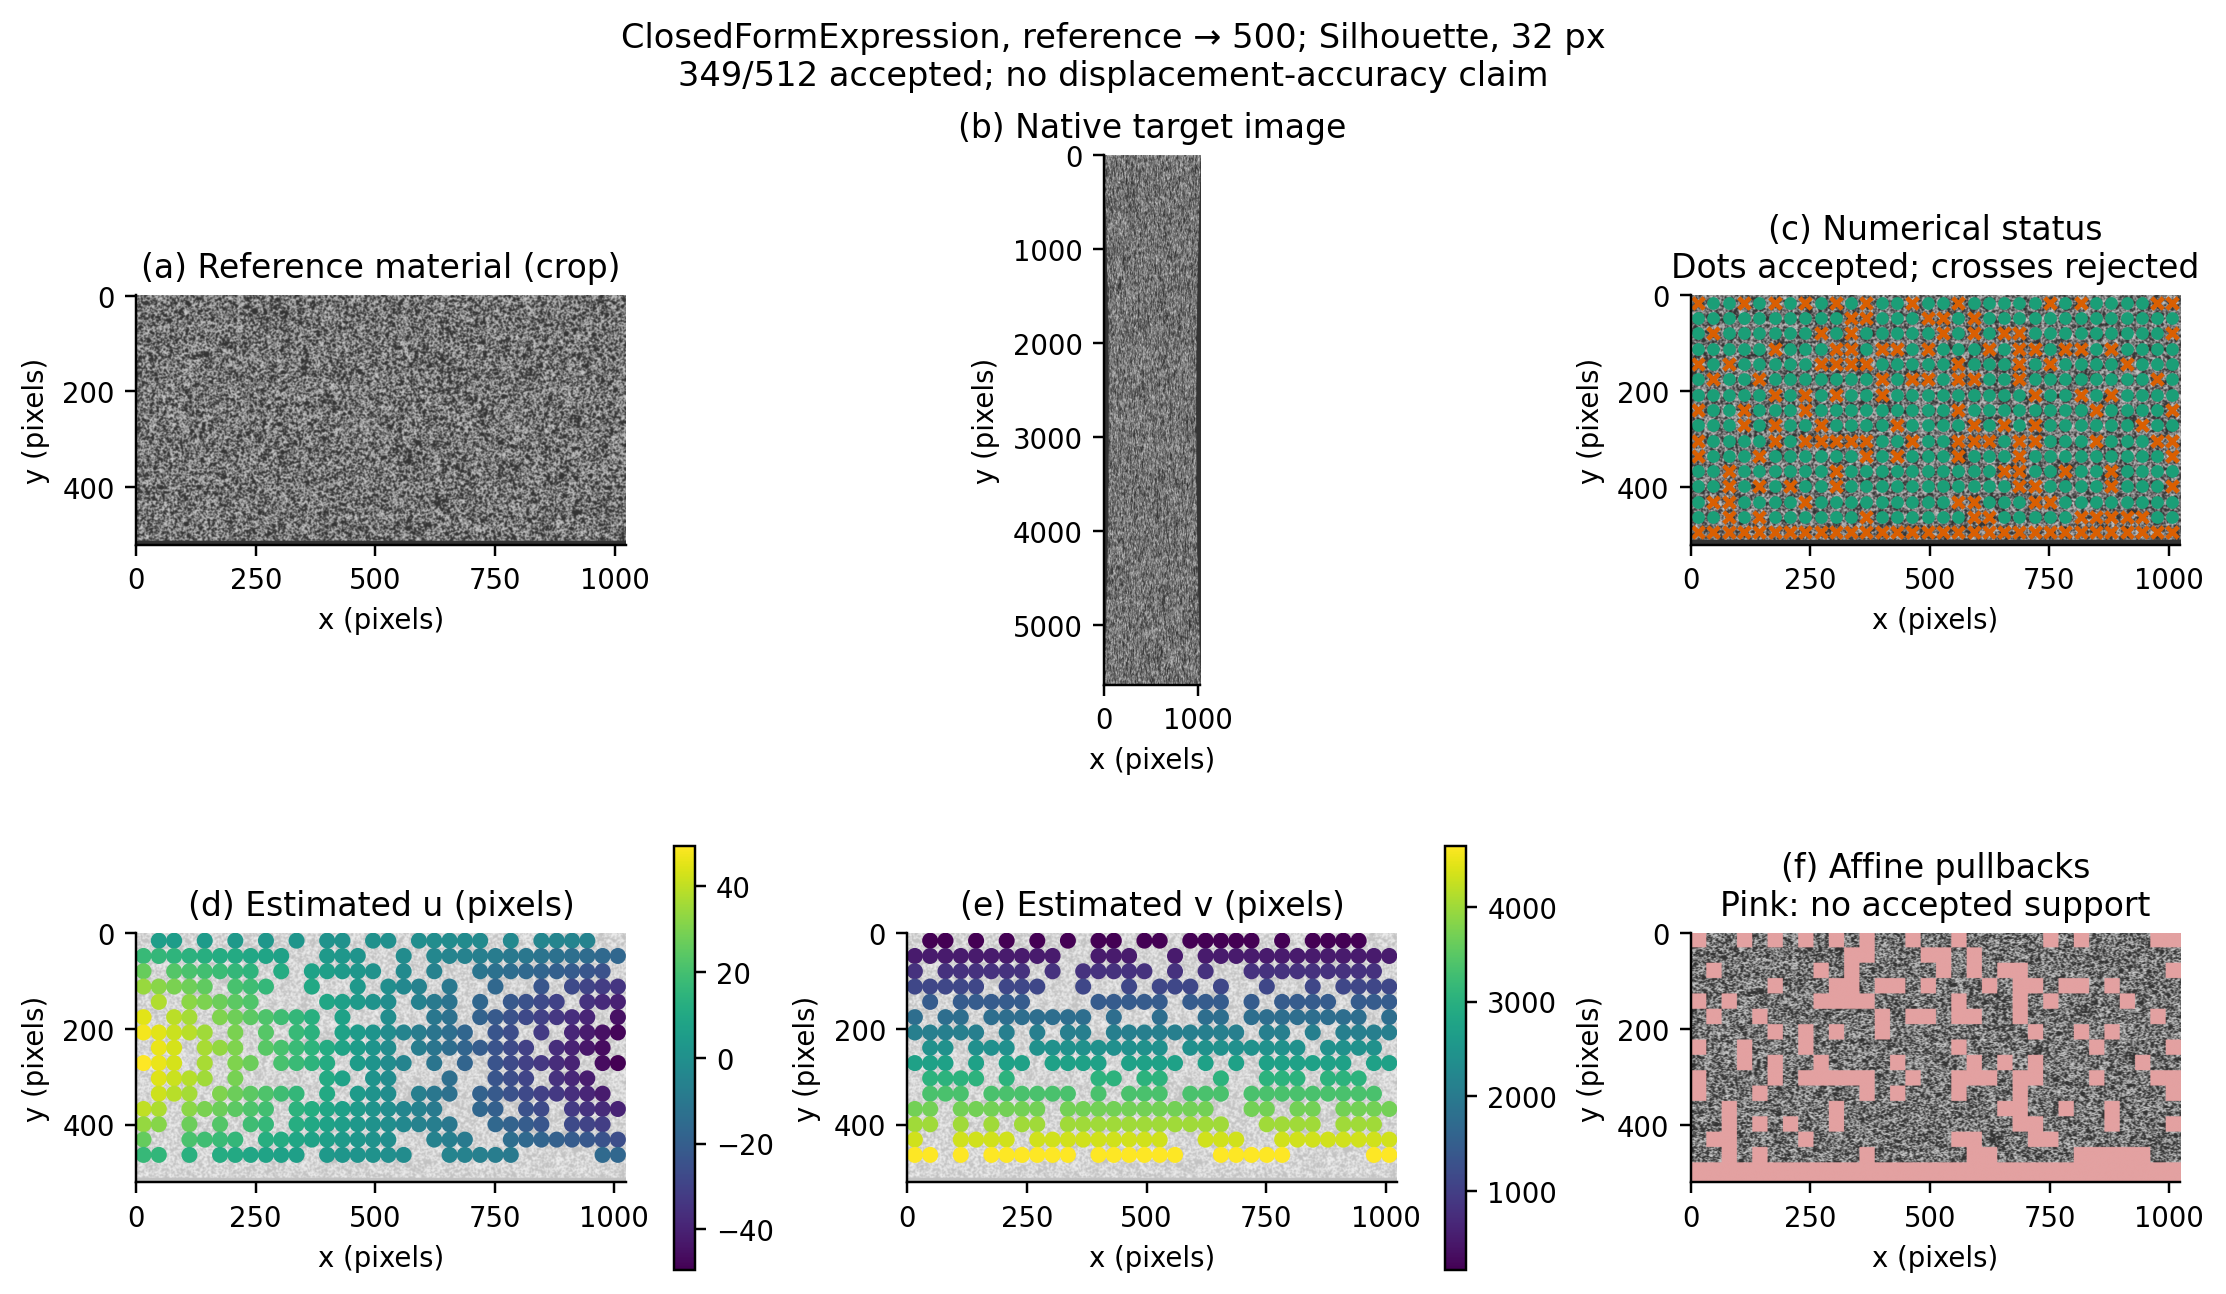 ClosedFormExpression, reference → 500; Silhouette, 32 px
349/512 accepted; no displacement-accuracy claim
(a) Reference material (crop)
0
200
400
y (pixels)
0 250 500 750 1000
x (pixels)
(b) Native target image
0
1000
2000
3000
4000
5000
y (pixels)
0 1000
x (pixels)
(c) Numerical status
Dots accepted; crosses rejected
0
200
400
y (pixels)
0 250 500 750 1000
x (pixels)
(d) Estimated u (pixels)
0
200
400
y (pixels)
0 250 500 750 1000
x (pixels)
40
20
0
−20
−40
(e) Estimated v (pixels)
0
200
400
y (pixels)
0 250 500 750 1000
x (pixels)
4000
3000
2000
1000
(f) Affine pullbacks
Pink: no accepted support
0
200
400
y (pixels)
0 250 500 750 1000
x (pixels)